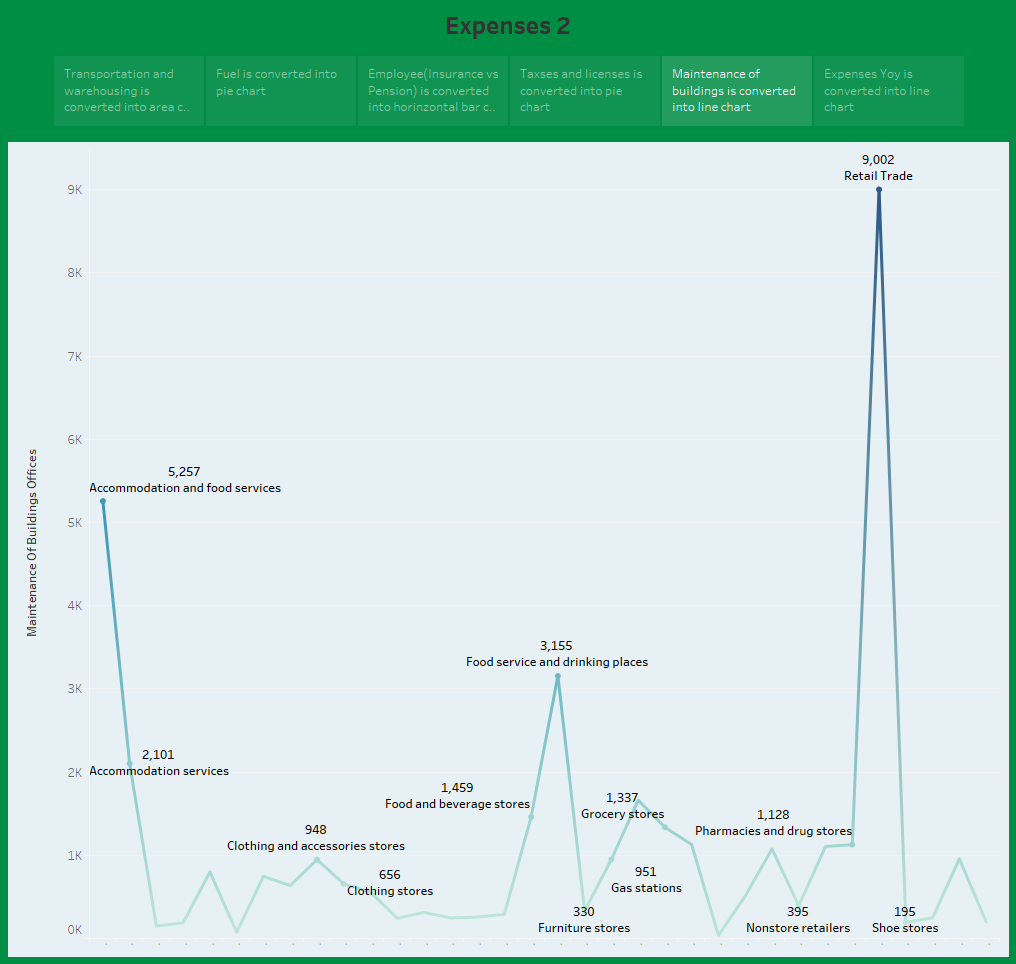 Expenses 2
Transportation and
warehousing is
converted into area c..
Fuel is converted into
pie chart
Employee(Insurance vs
Pension) is converted
into horinzontal bar c..
Taxses and licenses is
converted into pie
chart
Maintenance of
buildings is converted
into line chart
Expenses Yoy is
converted into line
chart
9,002
Retail Trade
9K
8K
7K
6K
5,257
Accommodation and food services
5K
4K
Maintenance Of Buildings Offices
3,155
Food service and drinking places
3K
2,101
Accommodation services
2K
1,459
Food and beverage stores
1,337
Grocery stores
1,128
Pharmacies and drug stores
948
Clothing and accessories stores
1K
656
Clothing stores
951
Gas stations
330
Furniture stores
395
Nonstore retailers
195
Shoe stores
0K